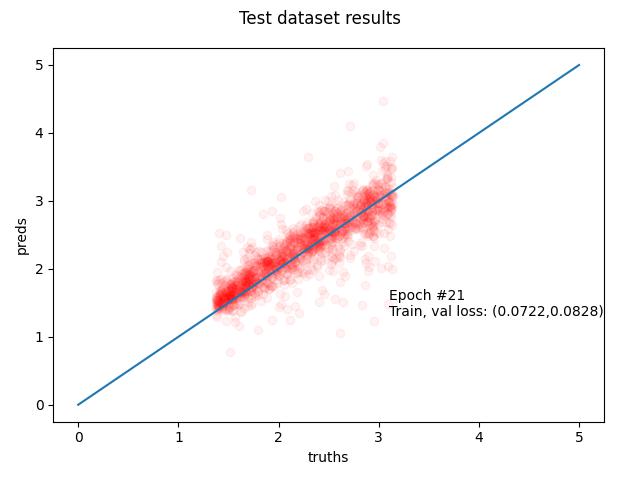 Test dataset results
5
4
3
2
1
0
preds
Epoch #21
Train, val loss: (0.0722,0.0828)
0 1 2 3 4 5
truths